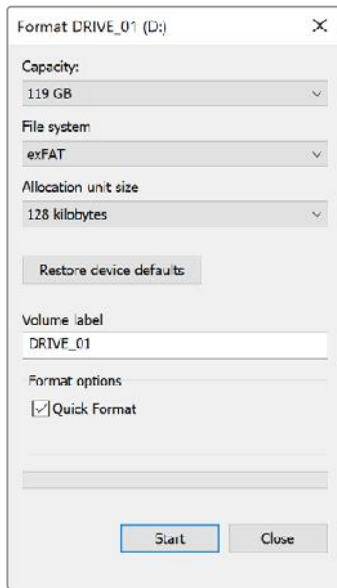 Format DRIVE_01 (D:)
Capacity:
119 GB
File system
exFAT
Allocation unit size
128 kilobytes
Restore device defaults
Volume label
DRIVE_01
Format options
Quick Format
Start Close